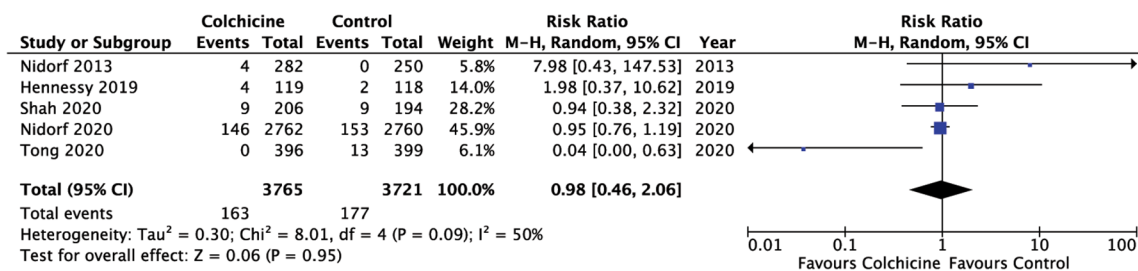 Colchicine Control Risk Ratio Risk Ratio
Study or Subgroup Events Total Events Total Weight M-H, Random, 95% CI Year M-H, Random, 95% CI
Nidorf 2013 4 282 0 250 5.8% 7.98 [0.43, 147.53] 2013
Hennessy 2019 4 119 2 118 14.0% 1.98 [0.37, 10.62] 2019
Shah 2020 9 206 9 194 28.2% 0.94 [0.38, 2.32] 2020
Nidorf 2020 146 2762 153 2760 45.9% 0.95 [0.76, 1.19] 2020
Tong 2020 0 396 13 399 6.1% 0.04 [0.00, 0.63] 2020
Total (95% CI) 3765 3721 100.0% 0.98 [0.46, 2.06]
Total events 163 177
Heterogeneity: Tau² = 0.30; Chi² = 8.01, df = 4 (P = 0.09); I² = 50%
Test for overall effect: Z = 0.06 (P = 0.95)
0.01 0.1 1 10 100
Favours Colchicine Favours Control